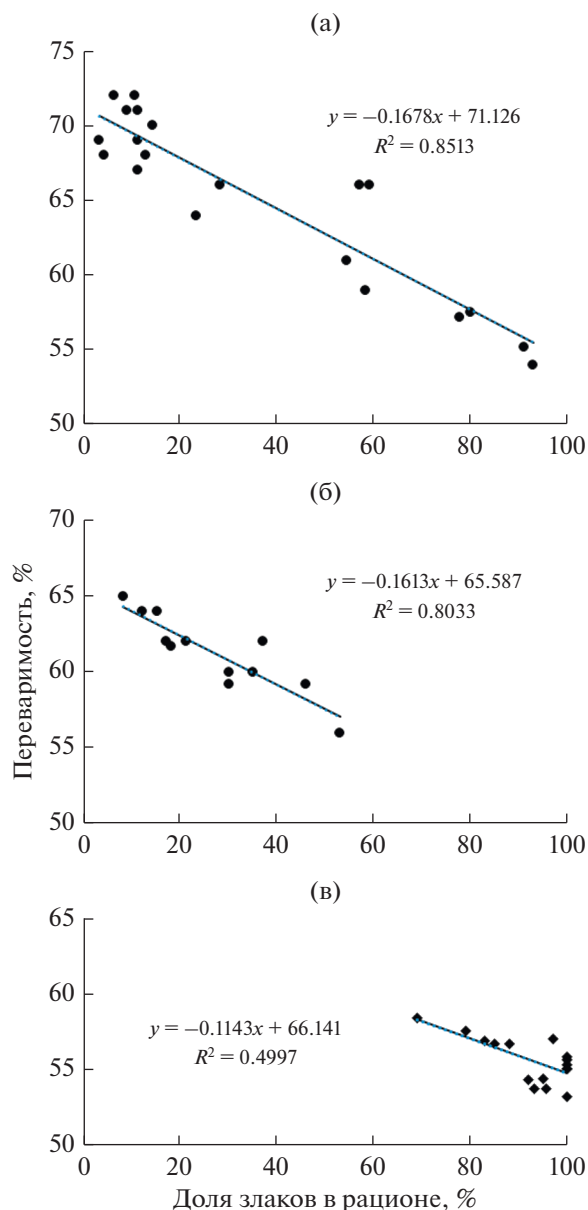 (а)
75
70
65
60
55
50
y = −0.1678x + 71.126
R² = 0.8513
0 20 40 60 80 100
(б)
70
65
60
55
50
y = −0.1613x + 65.587
R² = 0.8033
0 20 40 60 80 100
Переваримость, %
(в)
65
60
55
50
y = −0.1143x + 66.141
R² = 0.4997
0 20 40 60 80 100
Доля злаков в рационе, %